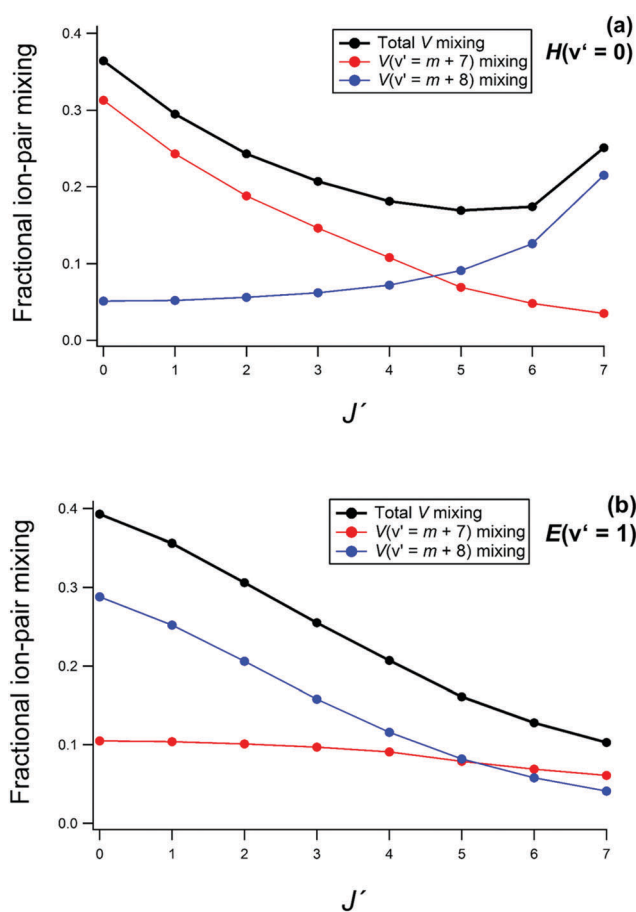 (a)
H(v' = 0)
Total V mixing
V(v' = m + 7) mixing
V(v' = m + 8) mixing
0.4
0.3
0.2
0.1
0.0
Fractional ion-pair mixing
0 1 2 3 4 5 6 7
J´
(b)
E(v' = 1)
Total V mixing
V(v' = m + 7) mixing
V(v' = m + 8) mixing
0.4
0.3
0.2
0.1
0.0
Fractional ion-pair mixing
0 1 2 3 4 5 6 7
J´